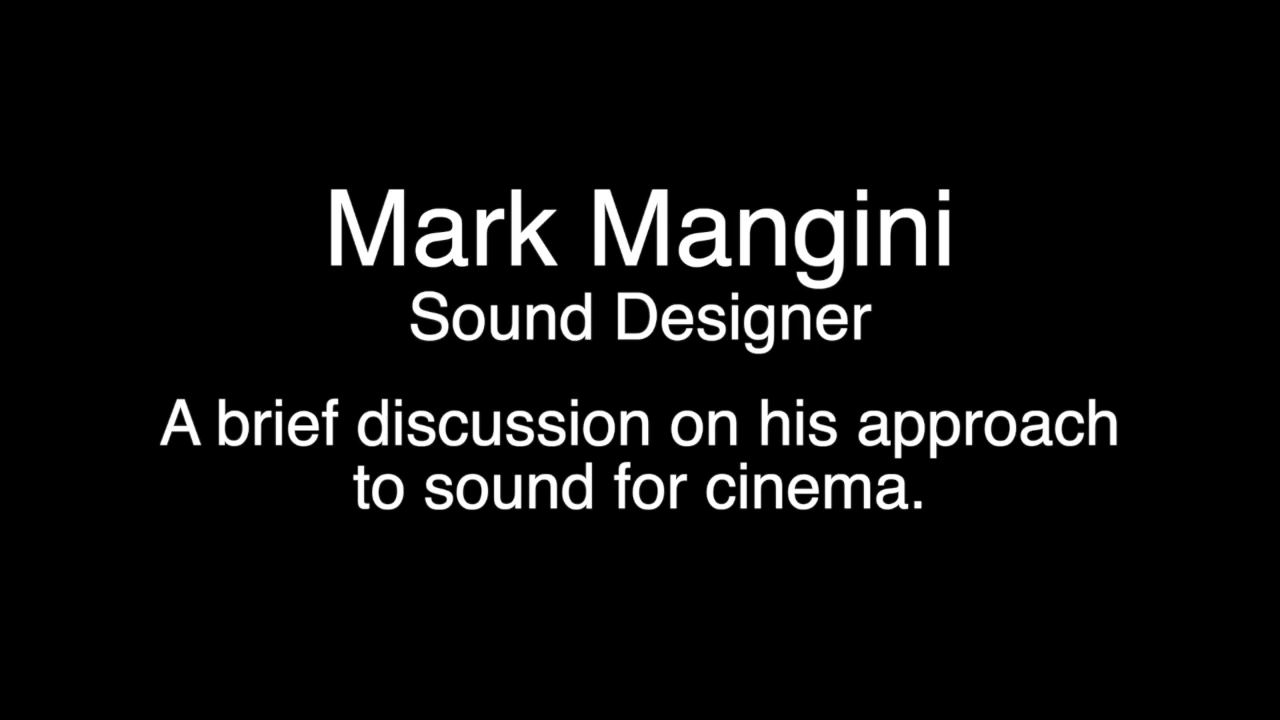 Mark Mangini
Sound Designer
A brief discussion on his approach
to sound for cinema.